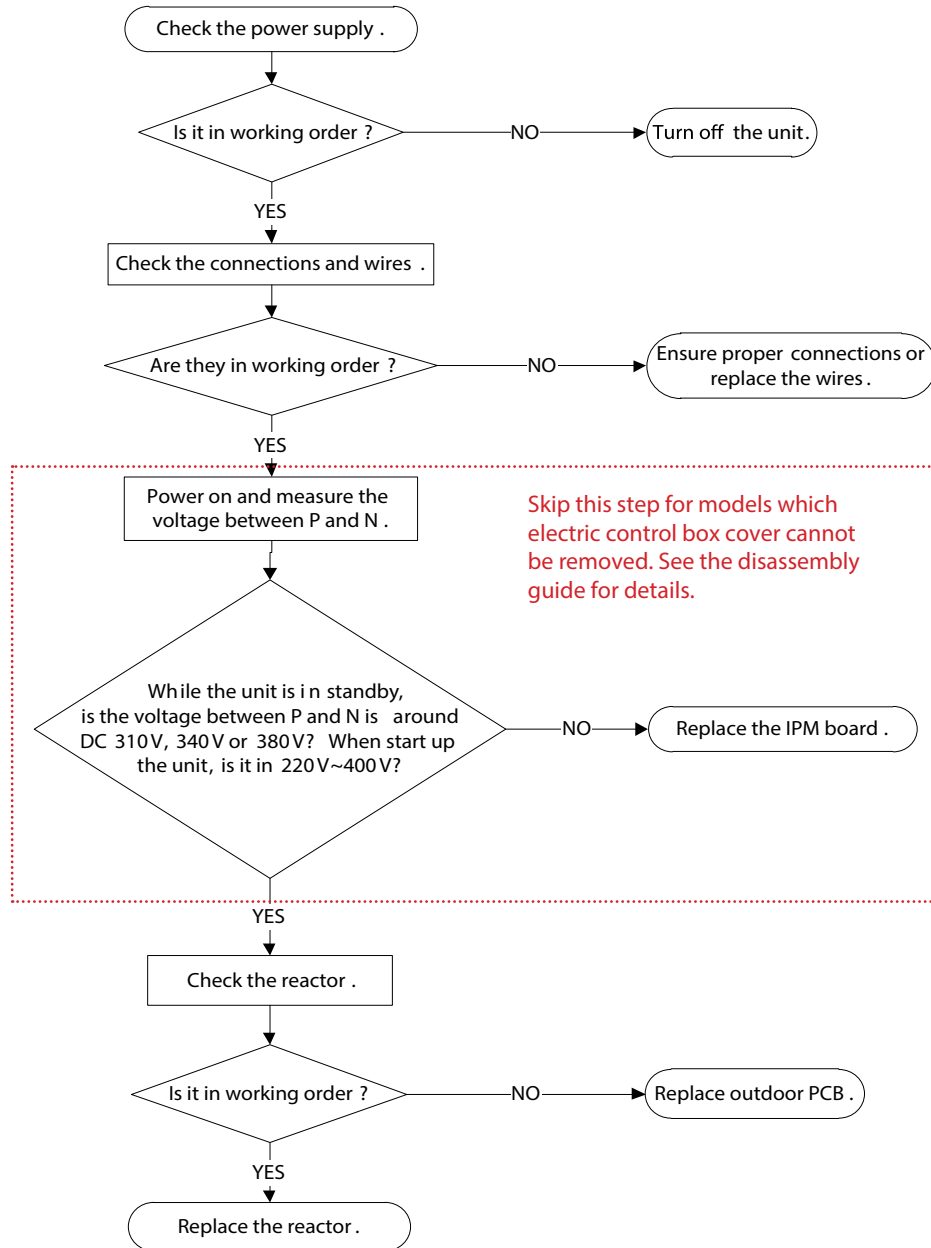 Check the power supply .
Is it in working order ?
NO
Turn off the unit.
YES
Check the connections and wires .
Are they in working order ?
NO
Ensure proper connections or
replace the wires .
YES
Power on and measure the
voltage between P and N .
Skip this step for models which
electric control box cover cannot
be removed. See the disassembly
guide for details.
While the unit is in standby,
is the voltage between P and N is around
DC 310V, 340V or 380V? When start up
the unit, is it in 220V~400V?
NO
Replace the IPM board .
YES
Check the reactor .
Is it in working order ?
NO
Replace outdoor PCB .
YES
Replace the reactor .